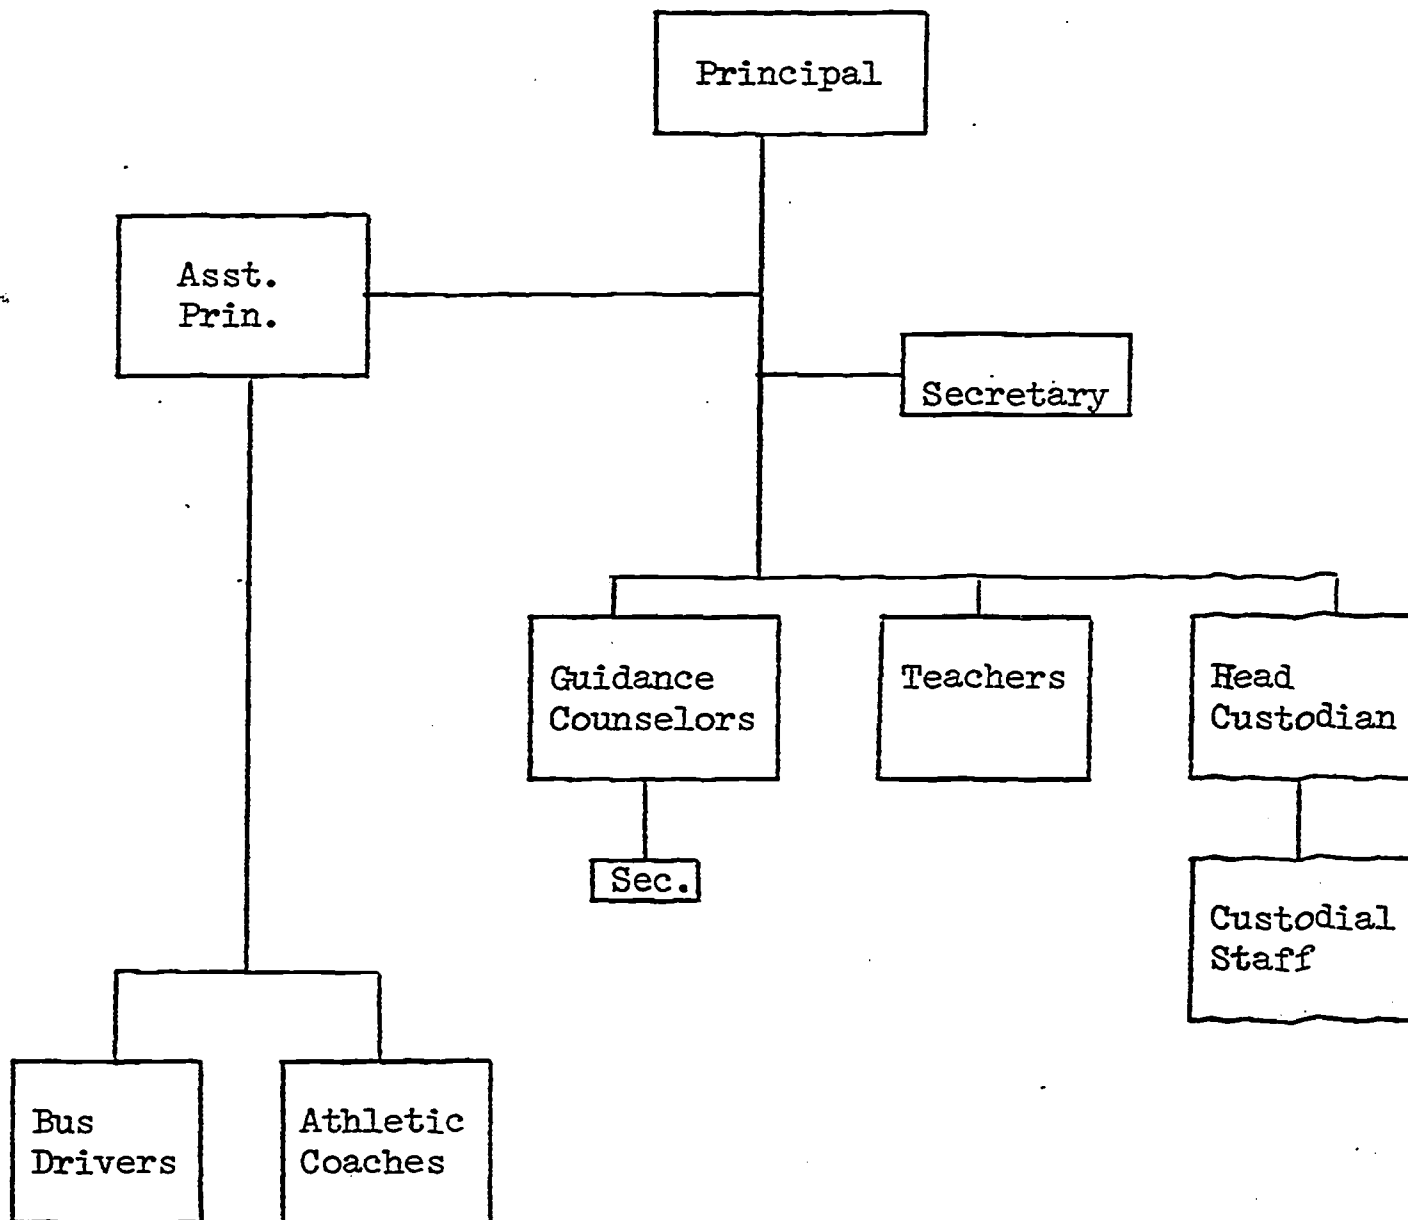 Principal
Asst.
Prin.
Secretary
Guidance
Counselors
Teachers
Head
Custodian
Sec.
Custodial
Staff
Bus
Drivers
Athletic
Coaches